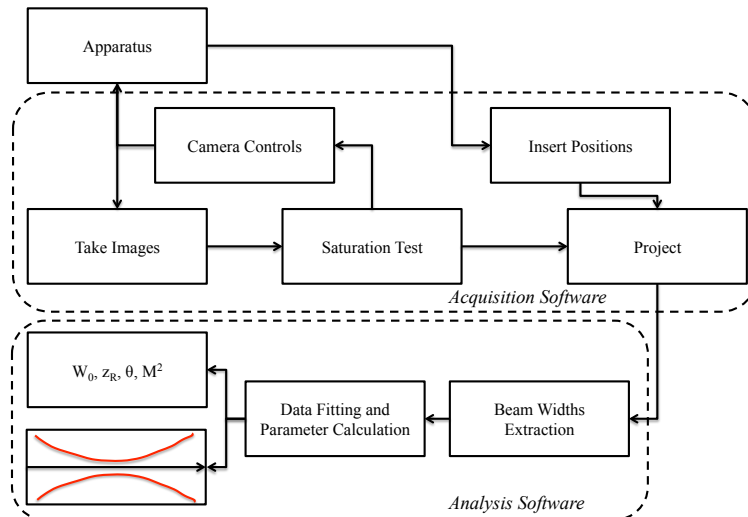 Apparatus
Camera Controls
Insert Positions
Take Images
Saturation Test
Project
Acquisition Software
W₀, z_R, θ, M²
Data Fitting and
Parameter Calculation
Beam Widths
Extraction
Analysis Software